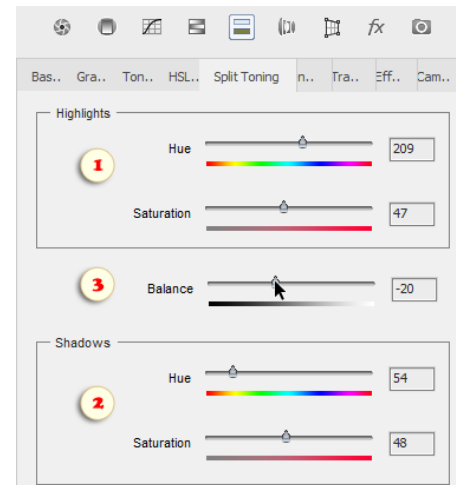 fx
Bas.. Gra.. Ton.. HSL.. Split Toning n.. Tra.. Eff.. Cam..
Highlights
1
Hue 209
Saturation 47
3 Balance -20
Shadows
Hue 54
2
Saturation 48